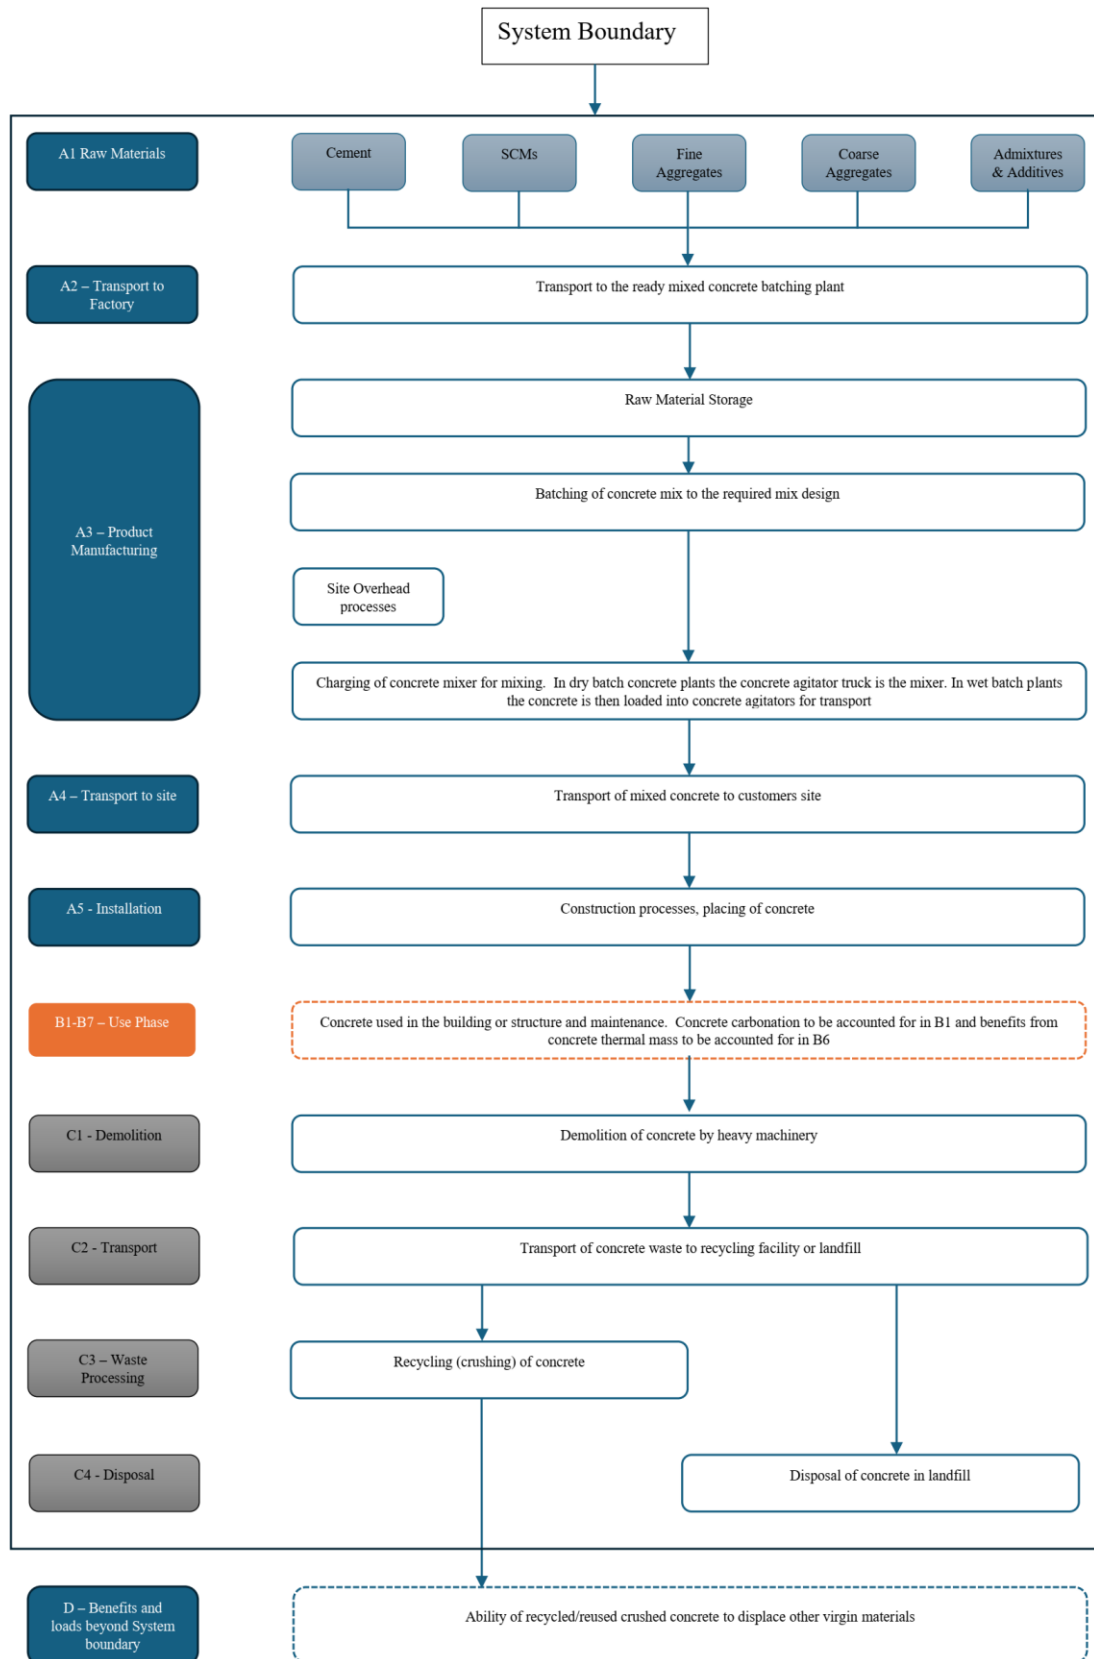 System Boundary
A1 Raw Materials
Cement
SCMs
Fine
Aggregates
Coarse
Aggregates
Admixtures
& Additives
A2 – Transport to
Factory
Transport to the ready mixed concrete batching plant
A3 – Product
Manufacturing
Raw Material Storage
Batching of concrete mix to the required mix design
Site Overhead
processes
Charging of concrete mixer for mixing.  In dry batch concrete plants the concrete agitator truck is the mixer. In wet batch plants
the concrete is then loaded into concrete agitators for transport
A4 – Transport to site
Transport of mixed concrete to customers site
A5 - Installation
Construction processes, placing of concrete
B1-B7 – Use Phase
Concrete used in the building or structure and maintenance.  Concrete carbonation to be accounted for in B1 and benefits from
concrete thermal mass to be accounted for in B6
C1 - Demolition
Demolition of concrete by heavy machinery
C2 - Transport
Transport of concrete waste to recycling facility or landfill
C3 – Waste
Processing
Recycling (crushing) of concrete
C4 - Disposal
Disposal of concrete in landfill
D – Benefits and
loads beyond System
boundary
Ability of recycled/reused crushed concrete to displace other virgin materials